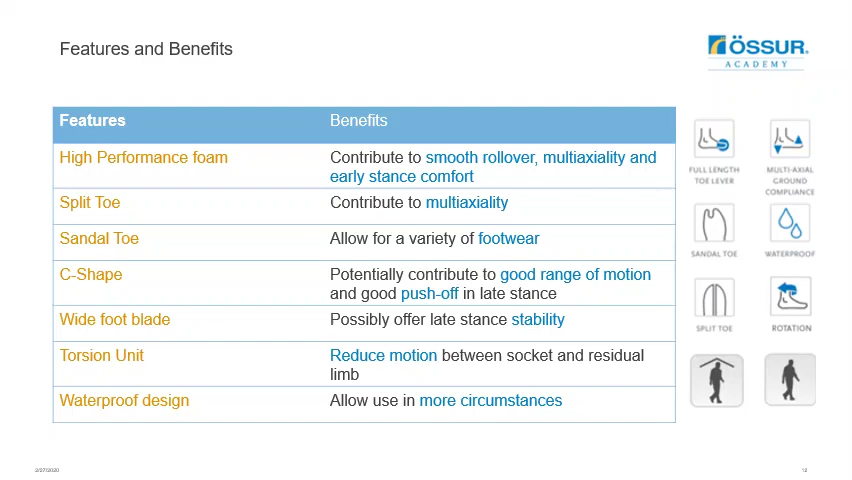 Features and Benefits
ÖSSUR.
ACADEMY
Features Benefits
High Performance foam Contribute to smooth rollover, multiaxiality and
early stance comfort
Split Toe Contribute to multiaxiality
Sandal Toe Allow for a variety of footwear
C-Shape Potentially contribute to good range of motion
and good push-off in late stance
Wide foot blade Possibly offer late stance stability
Torsion Unit Reduce motion between socket and residual
limb
Waterproof design Allow use in more circumstances
FULL LENGTH
TOE LEVER
MULTI-AXIAL
GROUND
COMPLIANCE
SANDAL TOE
WATERPROOF
SPLIT TOE
ROTATION
2/27/2020
12